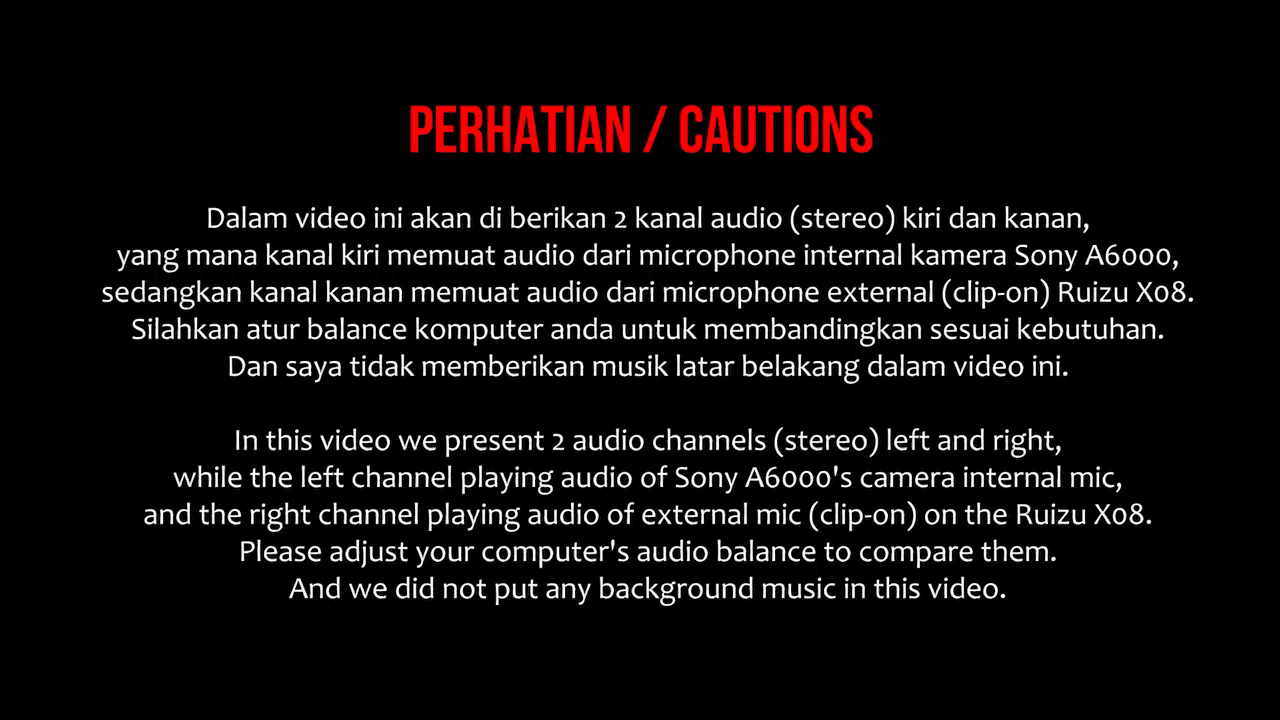 PERHATIAN / CAUTIONS
Dalam video ini akan di berikan 2 kanal audio (stereo) kiri dan kanan,
yang mana kanal kiri memuat audio dari microphone internal kamera Sony A6000,
sedangkan kanal kanan memuat audio dari microphone external (clip-on) Ruizu X08.
Silahkan atur balance komputer anda untuk membandingkan sesuai kebutuhan.
Dan saya tidak memberikan musik latar belakang dalam video ini.
In this video we present 2 audio channels (stereo) left and right,
while the left channel playing audio of Sony A6000's camera internal mic,
and the right channel playing audio of external mic (clip-on) on the Ruizu X08.
Please adjust your computer's audio balance to compare them.
And we did not put any background music in this video.